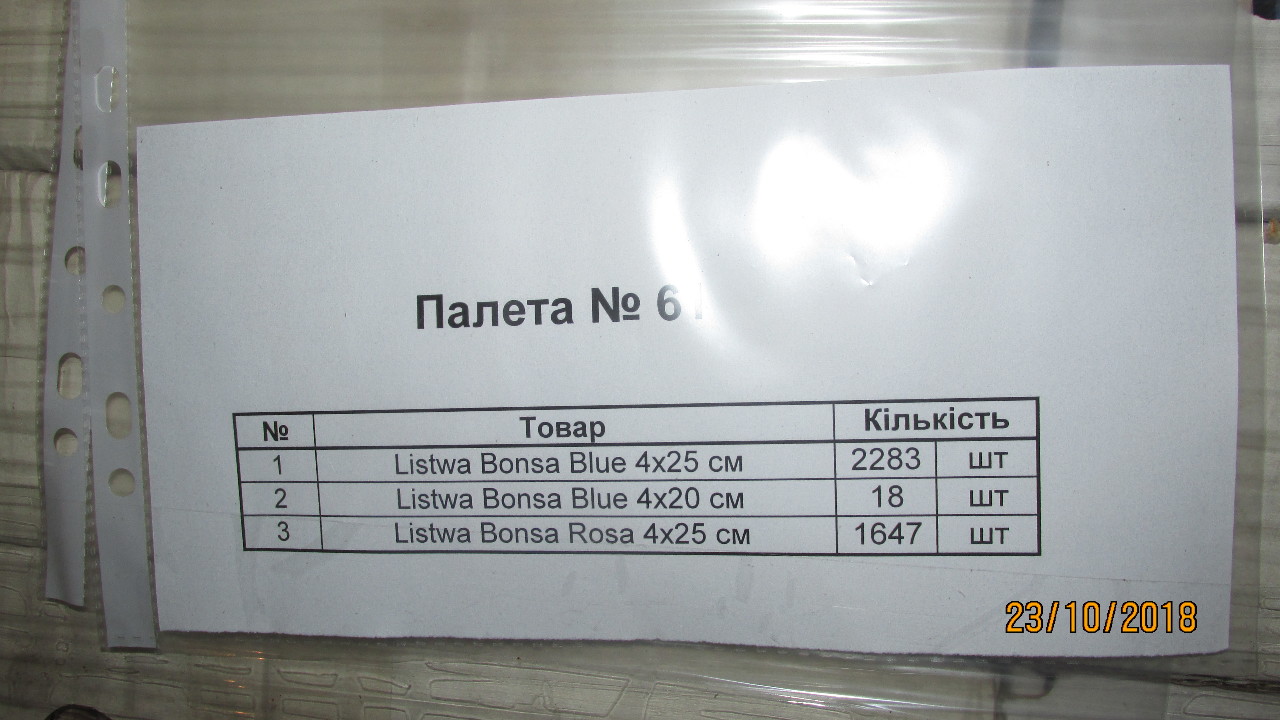 Палета № 61
№ Товар Кількість
1 Listwa Bonsa Blue 4x25 см 2283 шт
2 Listwa Bonsa Blue 4x20 см 18 шт
3 Listwa Bonsa Rosa 4x25 см 1647 шт
23/10/2018